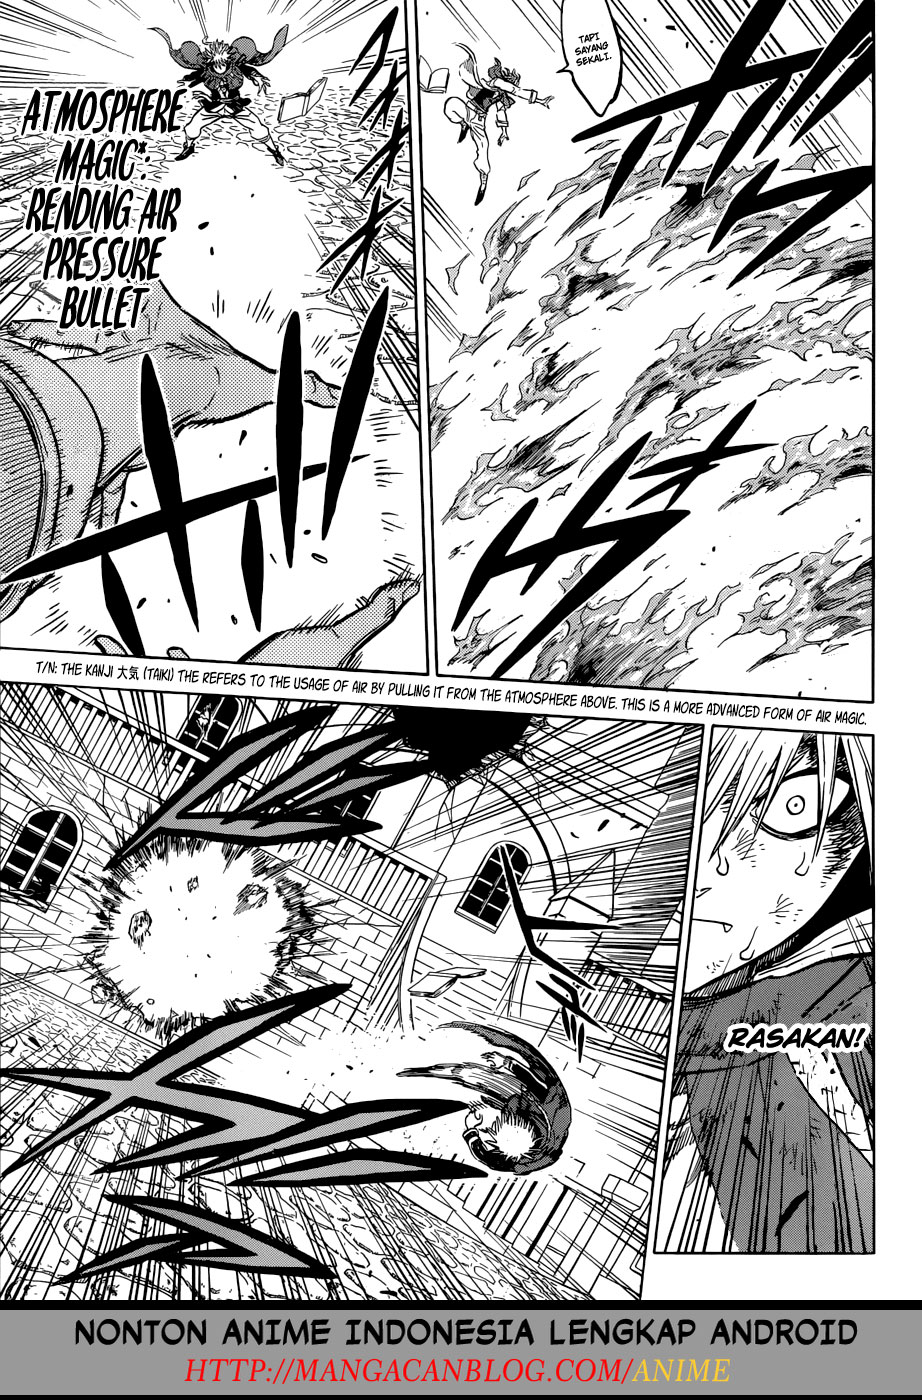 TAPI
SAYANG
SEKALI.
ATMOSPHERE
MAGIC*:
RENDING AIR
PRESSURE
BULLET
T/N: THE KANJI 大気 (TAIKI) THE REFERS TO THE USAGE OF AIR BY PULLING IT FROM THE ATMOSPHERE ABOVE. THIS IS A MORE ADVANCED FORM OF AIR MAGIC.
RASAKAN!
NONTON ANIME INDONESIA LENGKAP ANDROID
HTTP://MANGACANBLOG.COM/ANIME